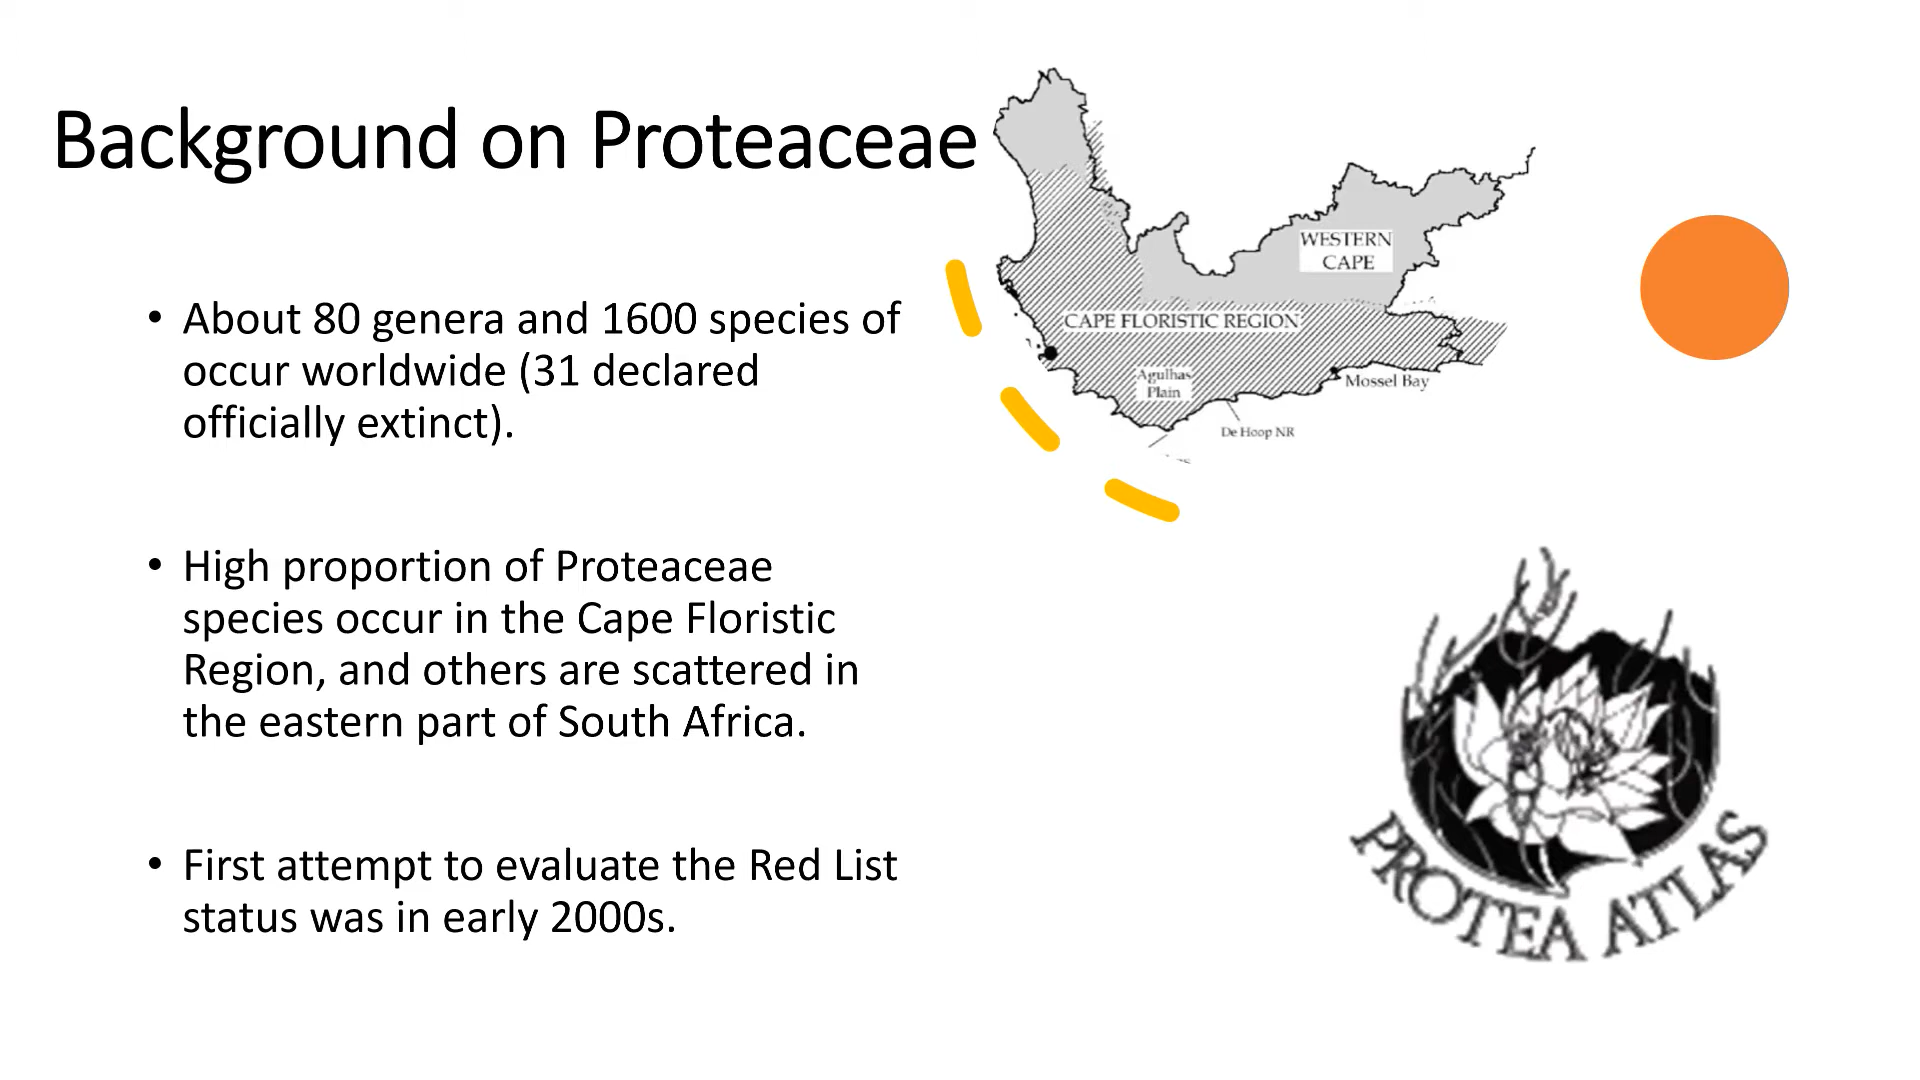 Background on Proteaceae
• About 80 genera and 1600 species of
occur worldwide (31 declared
officially extinct).
• High proportion of Proteaceae
species occur in the Cape Floristic
Region, and others are scattered in
the eastern part of South Africa.
• First attempt to evaluate the Red List
status was in early 2000s.
WESTERN
CAPE
CAPE FLORISTIC REGION
Agulhas
Plain
Mossel Bay
De Hoop NR
PROTEA ATLAS